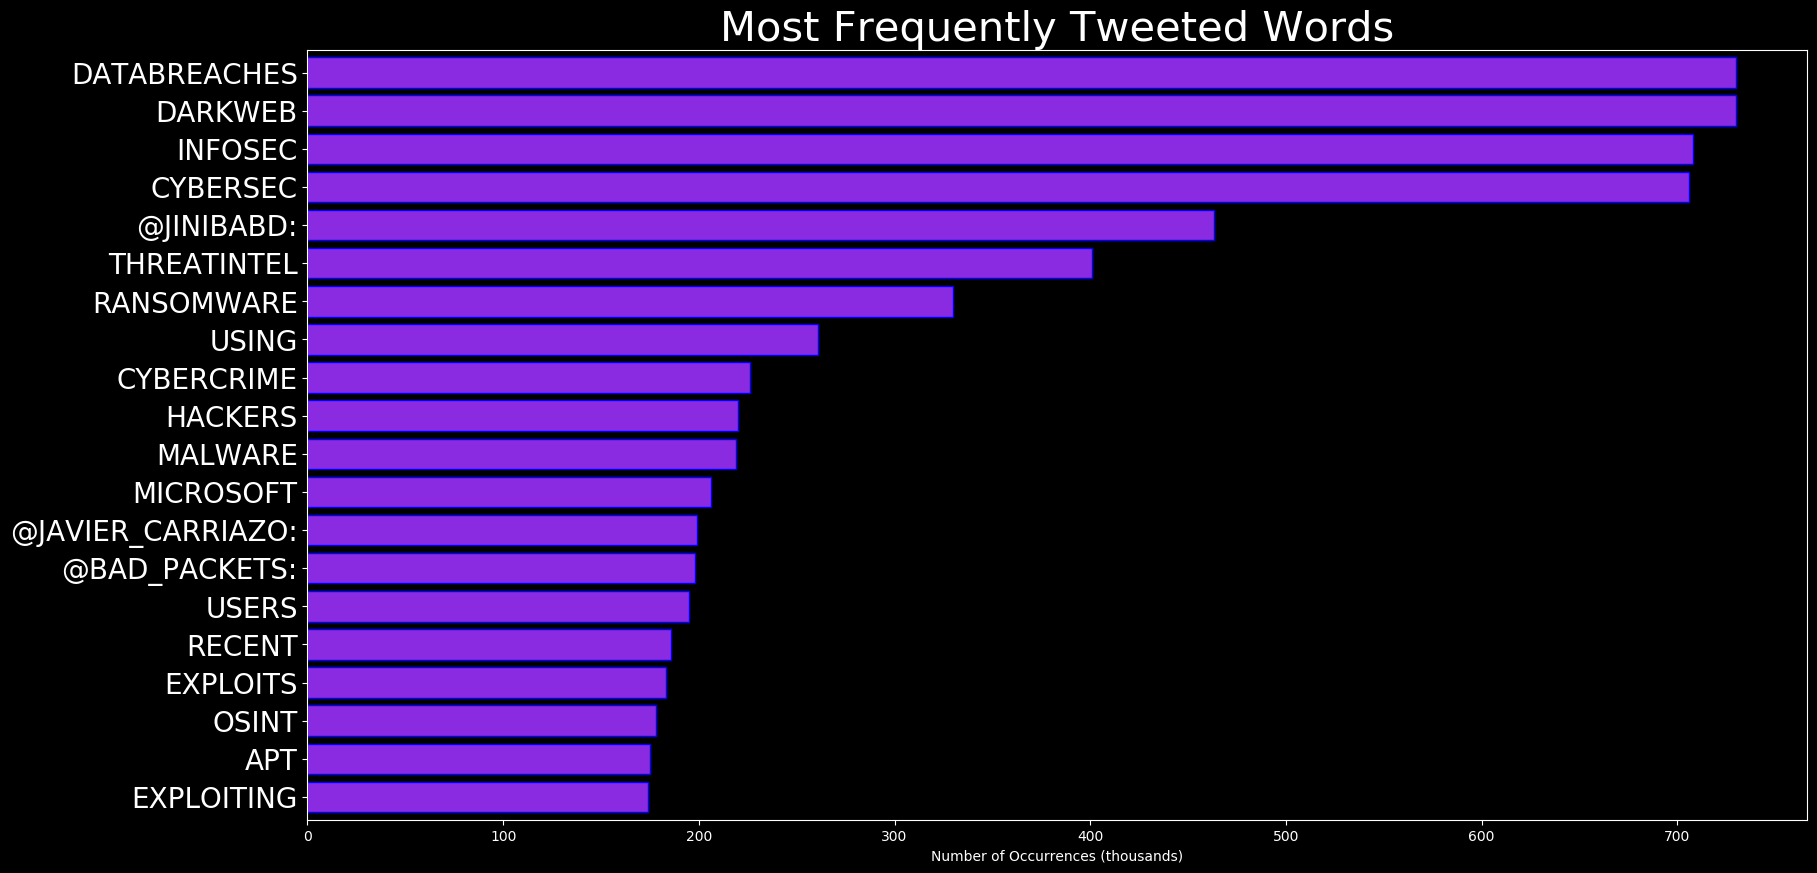 Most Frequently Tweeted Words
DATABREACHES
DARKWEB
INFOSEC
CYBERSEC
@JINIBABD:
THREATINTEL
RANSOMWARE
USING
CYBERCRIME
HACKERS
MALWARE
MICROSOFT
@JAVIER_CARRIAZO:
@BAD_PACKETS:
USERS
RECENT
EXPLOITS
OSINT
APT
EXPLOITING
0 100 200 300 400 500 600 700
Number of Occurrences (thousands)